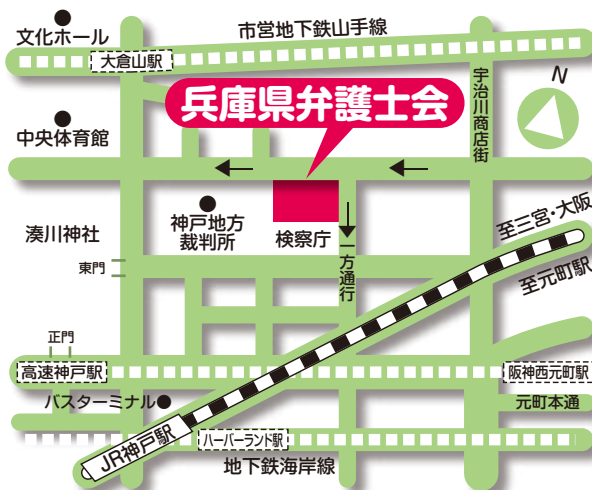 文化ホール
市営地下鉄山手線
大倉山駅
宇治川商店街
N
兵庫県弁護士会
中央体育館
神戸地方
裁判所
検察庁
湊川神社
東門
一方通行
至三宮・大阪
至元町駅
正門
高速神戸駅
阪神西元町駅
バスターミナル
元町本通
JR神戸駅
ハーバーランド駅
地下鉄海岸線